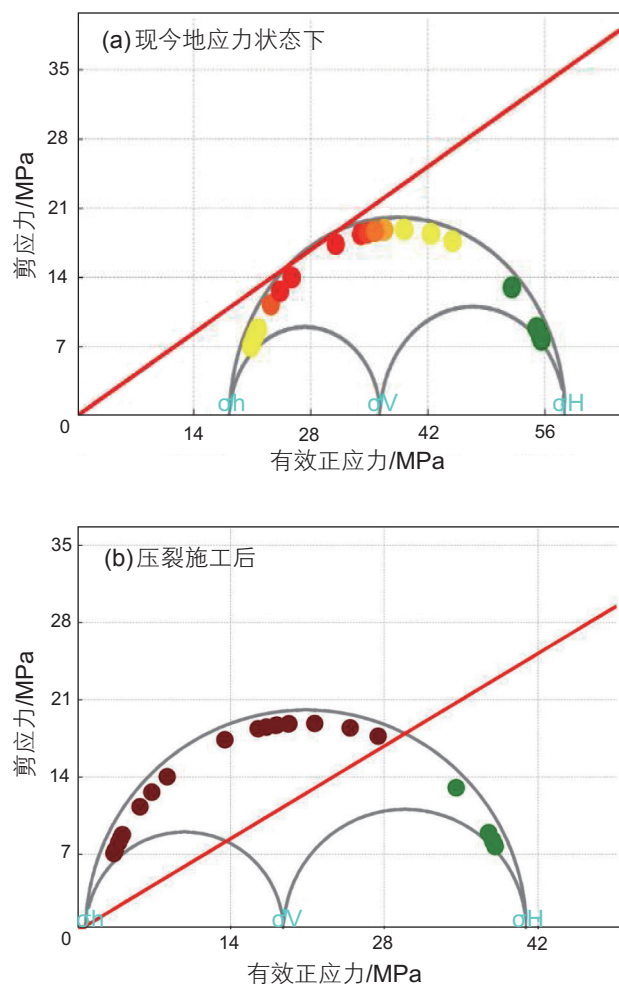 (a) 现今地应力状态下
35
28
21
14
7
0
剪应力/MPa
σh
σV
σH
14
28
42
56
有效正应力/MPa
(b) 压裂施工后
35
28
21
14
7
0
剪应力/MPa
σh
σV
σH
14
28
42
有效正应力/MPa